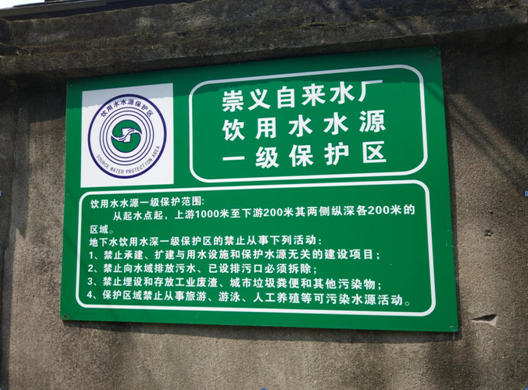 饮用水水源保护区
SOURCE WATER PROTECTION AREA
崇义自来水厂
饮用水水源
一级保护区
饮用水水源一级保护范围:
从起水点起，上游1000米至下游200米其两侧纵深各200米的
区域。
地下水饮用水深一级保护区的禁止从事下列活动:
1、禁止承建、扩建与用水设施和保护水源无关的建设项目；
2、禁止向水域排放污水、已设排污口必须拆除；
3、禁止埋设和存放工业废渣、城市垃圾粪便和其他污染物；
4、保护区域禁止从事旅游、游泳、人工养殖等可污染水源活动。